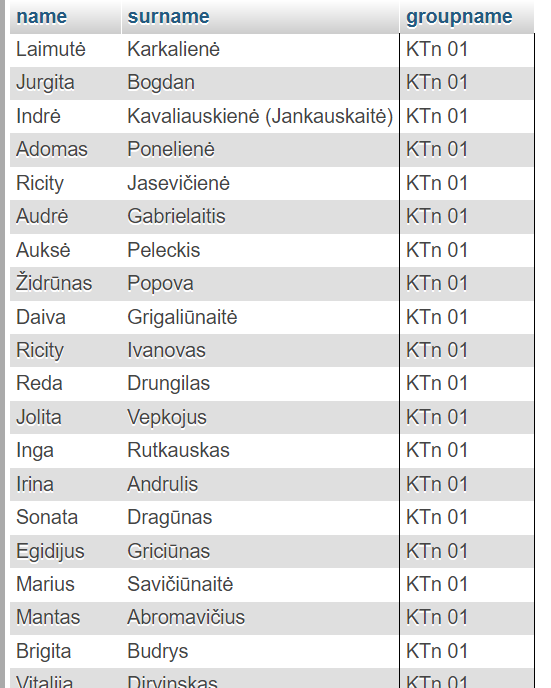 name surname groupname
Laimutė Karkalienė KTn 01
Jurgita Bogdan KTn 01
Indrė Kavaliauskienė (Jankauskaitė) KTn 01
Adomas Ponelienė KTn 01
Ricity Jasevičienė KTn 01
Audrė Gabrielaitis KTn 01
Auksė Peleckis KTn 01
Židrūnas Popova KTn 01
Daiva Grigaliūnaitė KTn 01
Ricity Ivanovas KTn 01
Reda Drungilas KTn 01
Jolita Vepkojus KTn 01
Inga Rutkauskas KTn 01
Irina Andrulis KTn 01
Sonata Dragūnas KTn 01
Egidijus Griciūnas KTn 01
Marius Savičiūnaitė KTn 01
Mantas Abromavičius KTn 01
Brigita Budrys KTn 01
Vitalija Dirvinskas KTn 01